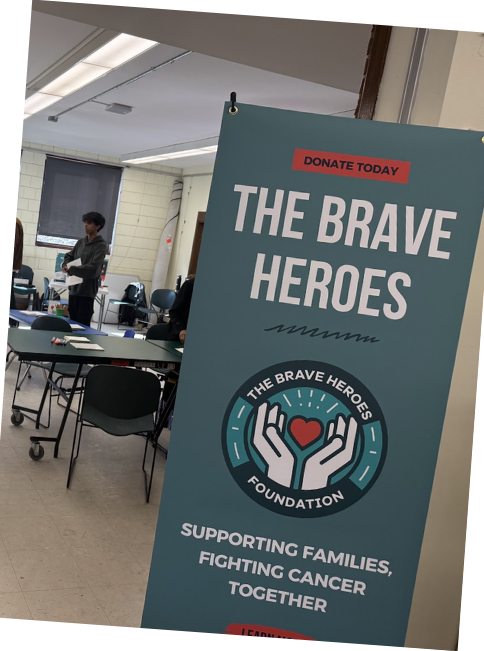 DONATE TODAY
THE BRAVE
HEROES
THE BRAVE HEROES
FOUNDATION
SUPPORTING FAMILIES,
FIGHTING CANCER
TOGETHER